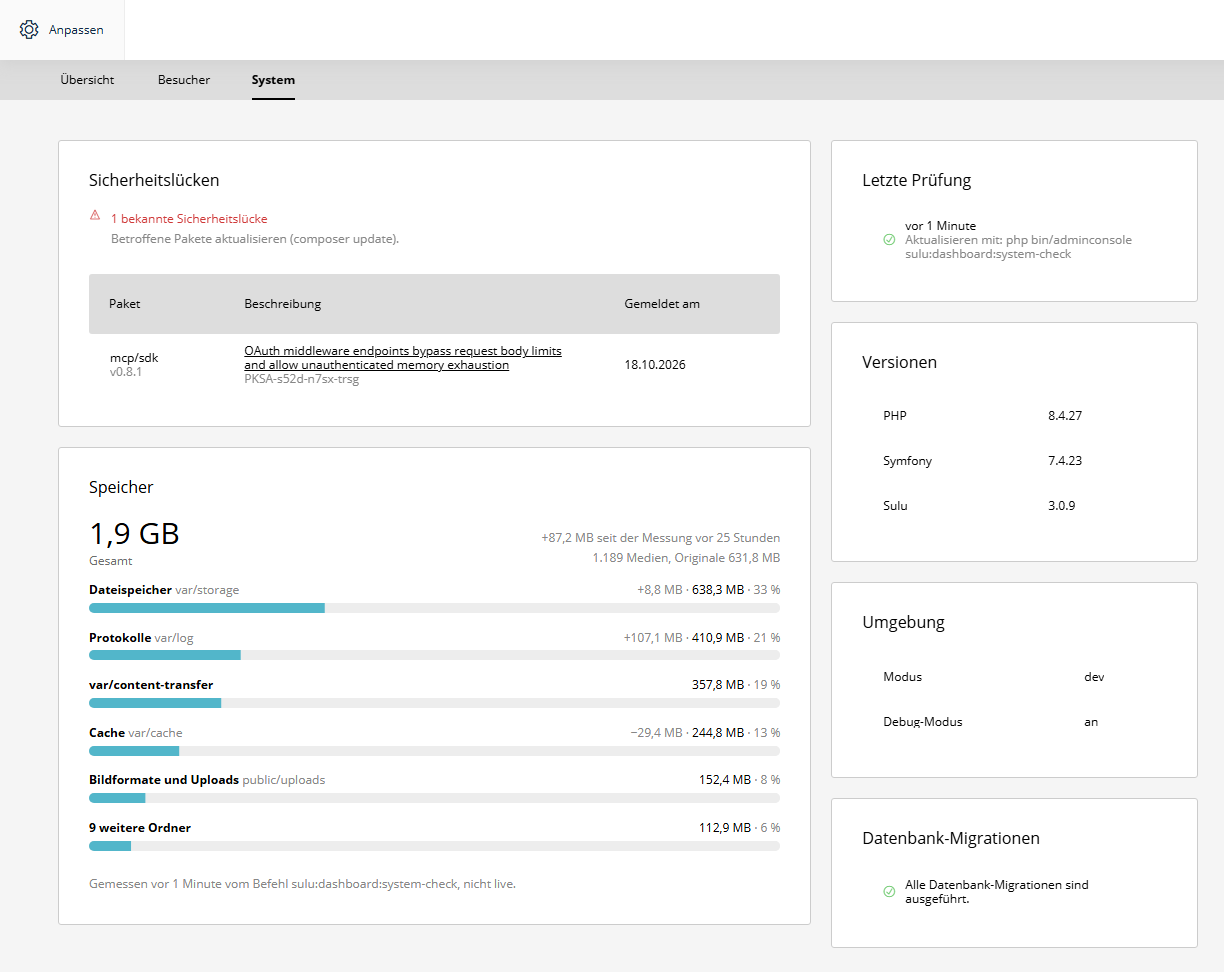 Anpassen
Übersicht
Besucher
System
Sicherheitslücken
1 bekannte Sicherheitslücke
Betroffene Pakete aktualisieren (composer update).
Paket
Beschreibung
Gemeldet am
mcp/sdk
v0.8.1
OAuth middleware endpoints bypass request body limits
and allow unauthenticated memory exhaustion
PKSA-s52d-n7sx-trsg
18.10.2026
Speicher
1,9 GB
Gesamt
+87,2 MB seit der Messung vor 25 Stunden
1.189 Medien, Originale 631,8 MB
Dateispeicher var/storage
+8,8 MB · 638,3 MB · 33 %
Protokolle var/log
+107,1 MB · 410,9 MB · 21 %
var/content-transfer
357,8 MB · 19 %
Cache var/cache
−29,4 MB · 244,8 MB · 13 %
Bildformate und Uploads public/uploads
152,4 MB · 8 %
9 weitere Ordner
112,9 MB · 6 %
Gemessen vor 1 Minute vom Befehl sulu:dashboard:system-check, nicht live.
Letzte Prüfung
vor 1 Minute
Aktualisieren mit: php bin/adminconsole
sulu:dashboard:system-check
Versionen
PHP
8.4.27
Symfony
7.4.23
Sulu
3.0.9
Umgebung
Modus
dev
Debug-Modus
an
Datenbank-Migrationen
Alle Datenbank-Migrationen sind
ausgeführt.